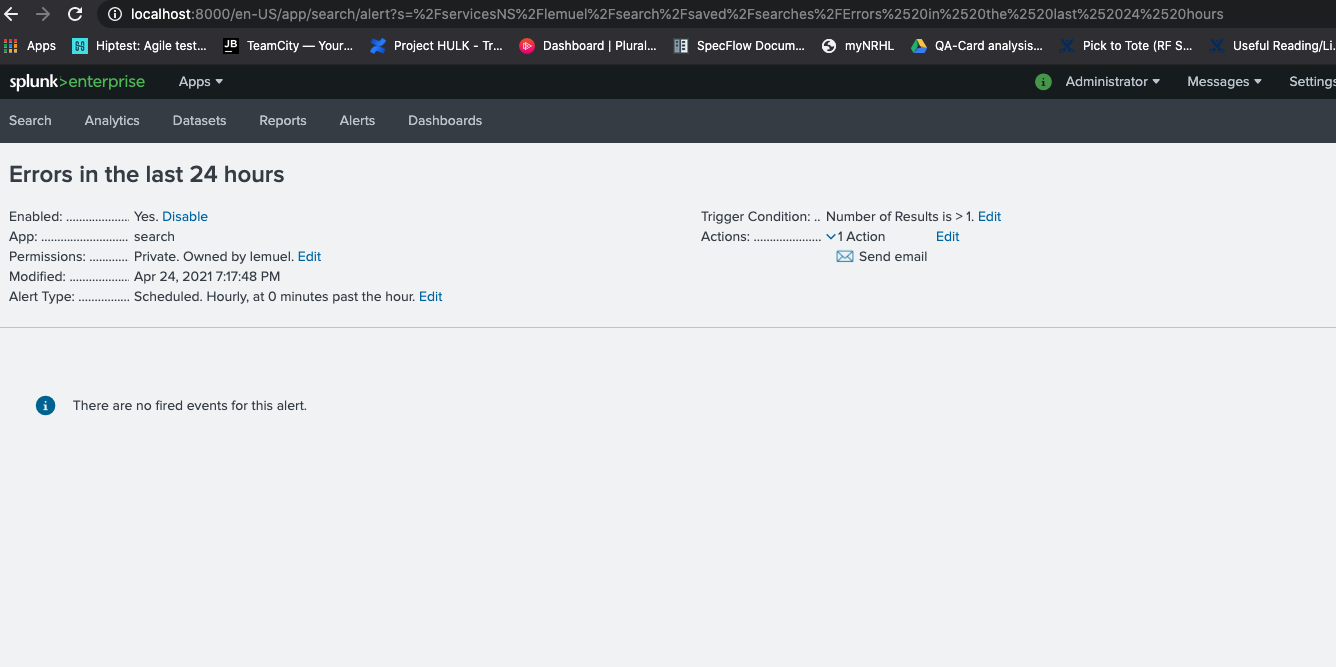 localhost:8000/en-US/app/search/alert?s=%2FservicesNS%2Flemuel%2Fsearch%2Fsaved%2Fsearches%2FErrors%2520in%2520the%2520last%252024%2520hours
Apps Hiptest: Agile test... JB TeamCity — Your... Project HULK - Tr... Dashboard | Plural... SpecFlow Docum... myNRHL QA-Card analysis... Pick to Tote (RF S... Useful Reading/Li...
splunk>enterprise Apps Administrator Messages Settings
Search Analytics Datasets Reports Alerts Dashboards
Errors in the last 24 hours
Enabled: ................... Yes. Disable
App: .......................... search
Permissions: ............ Private. Owned by lemuel. Edit
Modified: .................. Apr 24, 2021 7:17:48 PM
Alert Type: ............... Scheduled. Hourly, at 0 minutes past the hour. Edit
Trigger Condition: .. Number of Results is > 1. Edit
Actions: ..................... 1 Action Edit
Send email
There are no fired events for this alert.